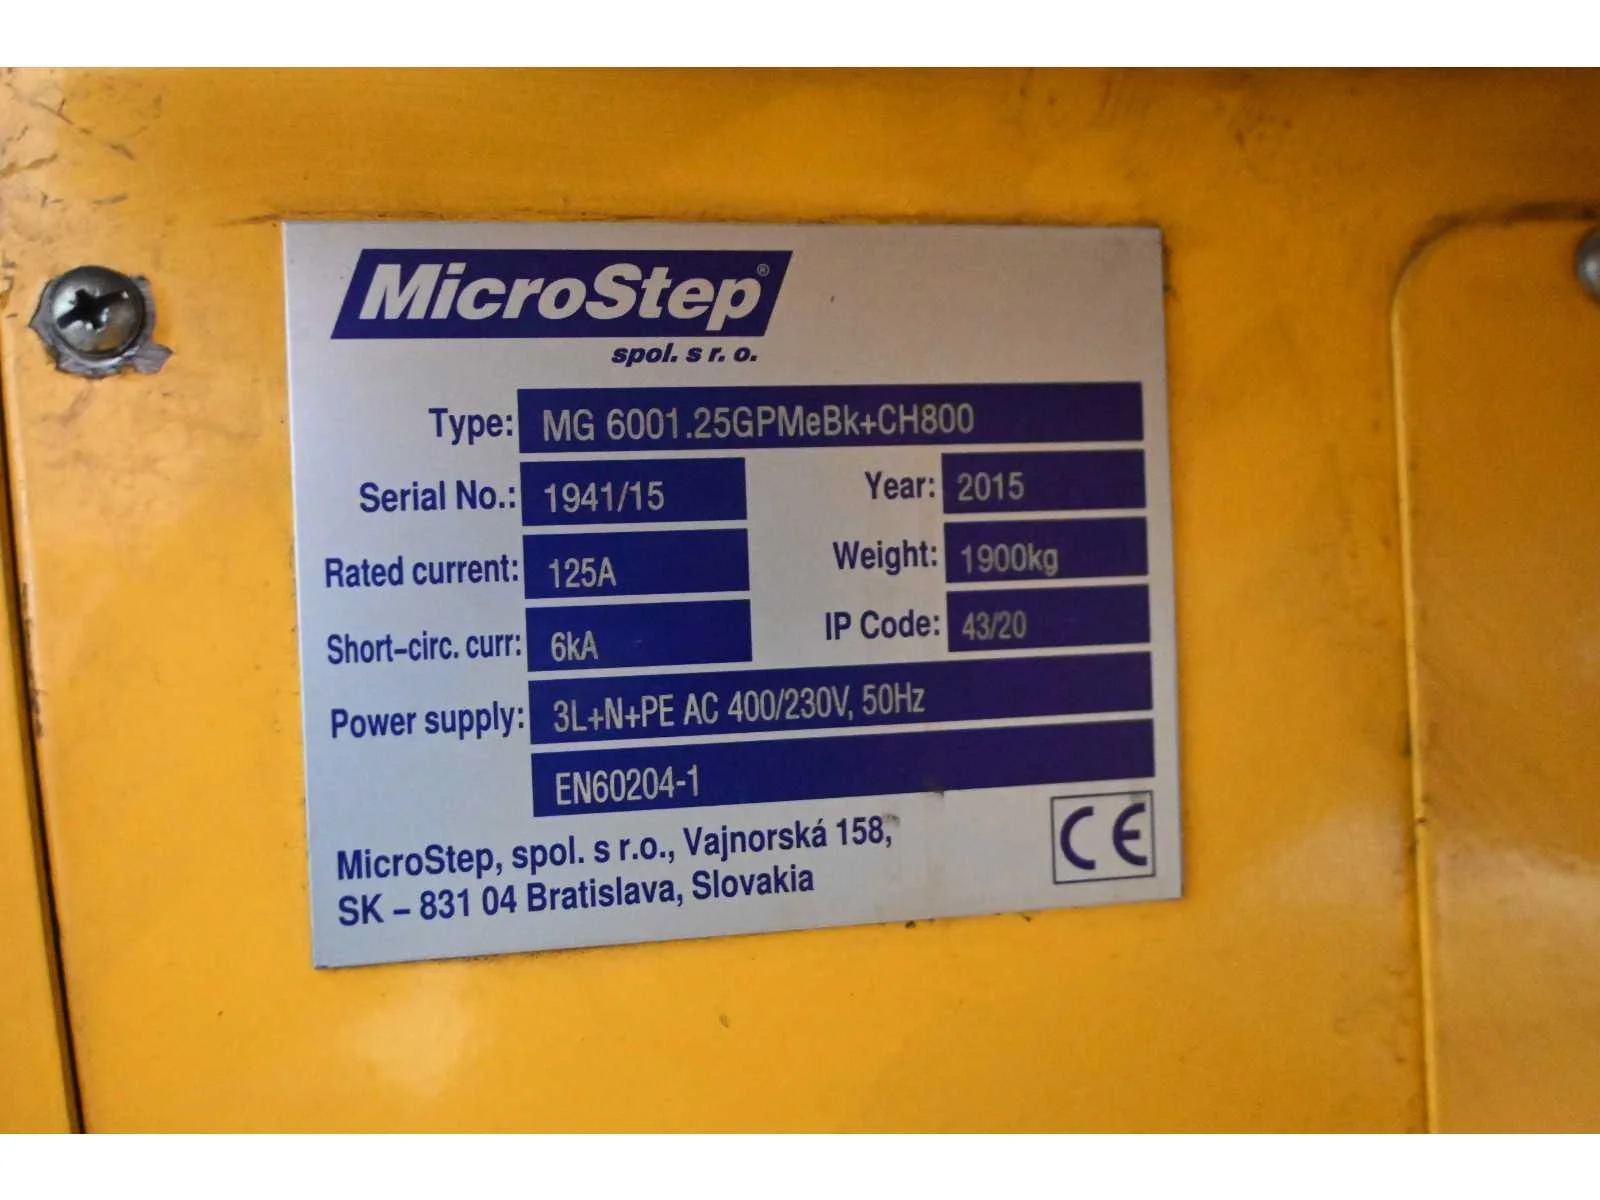 MicroStep®
spol. s r. o.
Type: MG 6001.25GPMeBk+CH800
Serial No.: 1941/15 Year: 2015
Rated current: 125A Weight: 1900kg
Short-circ. curr: 6kA IP Code: 43/20
Power supply: 3L+N+PE AC 400/230V, 50Hz
EN60204-1
MicroStep, spol. s r.o., Vajnorská 158,
SK – 831 04 Bratislava, Slovakia
CE